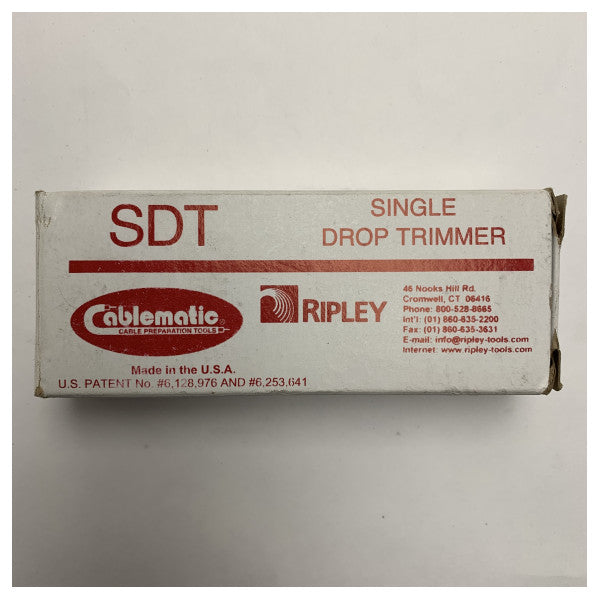 SDT
SINGLE
DROP TRIMMER
Cablematic
CABLE PREPARATION TOOLS
RIPLEY
46 Nooks Hill Rd.
Cromwell, CT 06416
Phone: 800-528-8665
Int'l: (01) 860-635-2200
Fax: (01) 860-635-3631
E-mail: info@ripley-tools.com
Internet: www.ripley-tools.com
Made in the U.S.A.
U.S. PATENT No. #6,128,976 AND #6,253,641